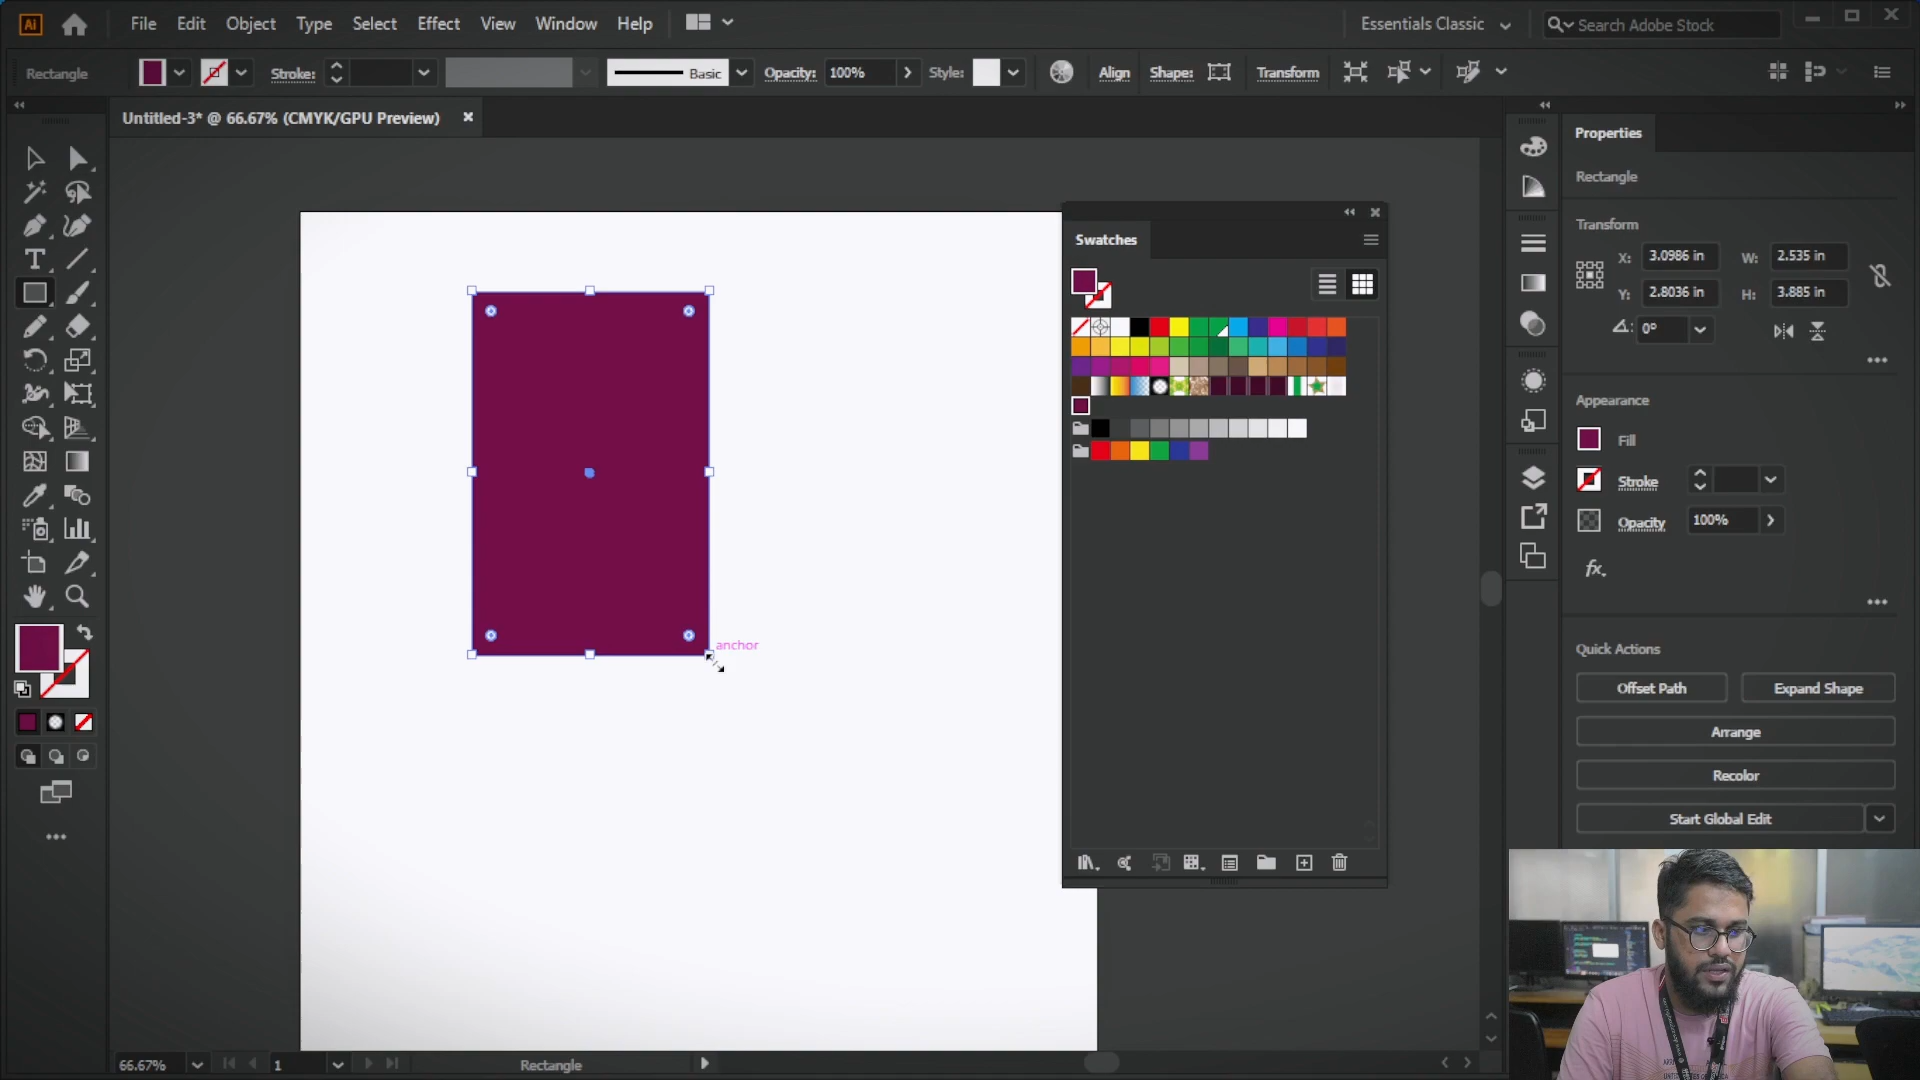 Ai File Edit Object Type Select Effect View Window Help Essentials Classic Search Adobe Stock
Rectangle Stroke: Basic Opacity: 100% Style: Align Shape: Transform
Untitled-3* @ 66.67% (CMYK/GPU Preview)
Properties
Rectangle
Transform
X: 3.0986 in W: 2.535 in
Y: 2.8036 in H: 3.885 in
0°
Appearance
Fill
Stroke
Opacity 100%
fx
Quick Actions
Offset Path Expand Shape
Arrange
Recolor
Start Global Edit
Swatches
anchor
66.67% 1 Rectangle